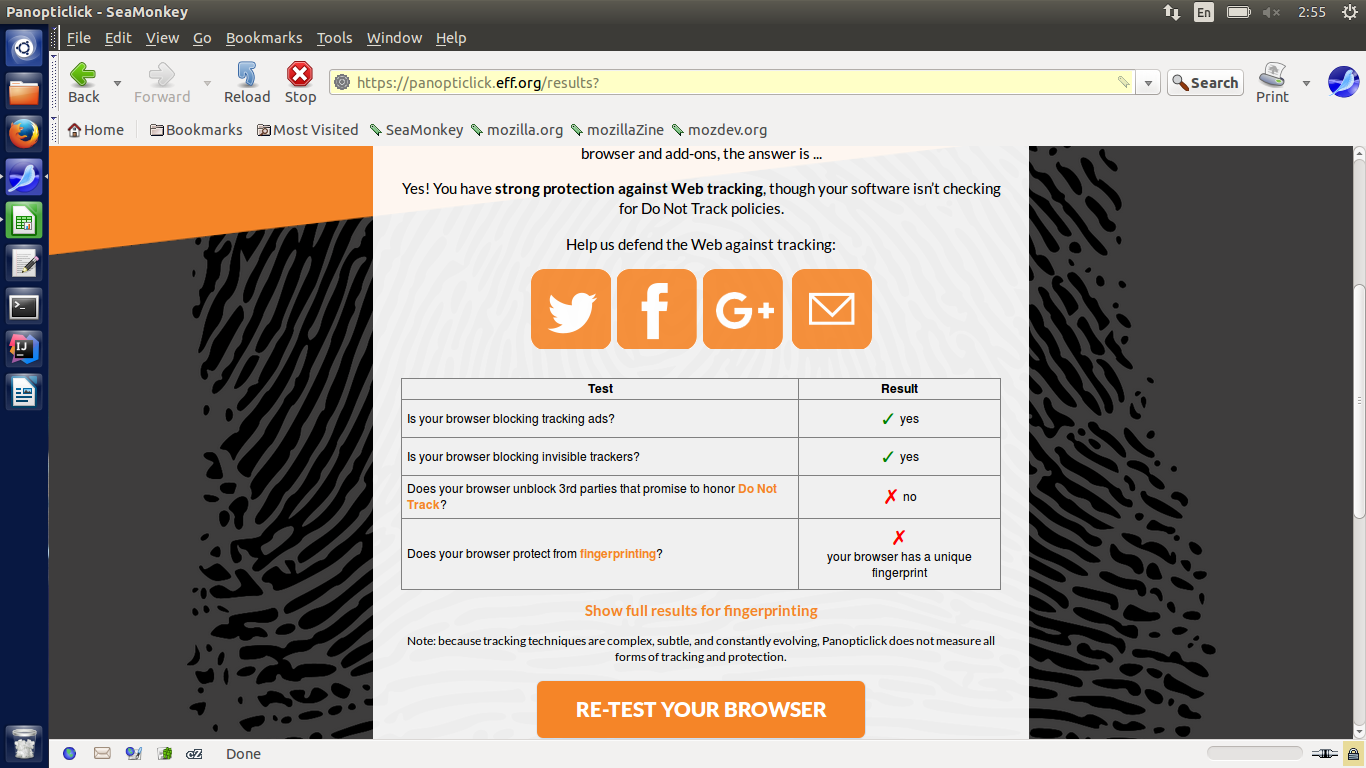 Panopticlick - SeaMonkey
En
2:55
File Edit View Go Bookmarks Tools Window Help
Back
Forward
Reload
Stop
https://panopticlick.eff.org/results?
Search
Print
Home
Bookmarks
Most Visited
SeaMonkey
mozilla.org
mozillaZine
mozdev.org
browser and add-ons, the answer is ...
Yes! You have strong protection against Web tracking, though your software isn't checking
for Do Not Track policies.
Help us defend the Web against tracking:
Test
Result
Is your browser blocking tracking ads?
✓ yes
Is your browser blocking invisible trackers?
✓ yes
Does your browser unblock 3rd parties that promise to honor Do Not
Track?
✗ no
Does your browser protect from fingerprinting?
✗
your browser has a unique
fingerprint
Show full results for fingerprinting
Note: because tracking techniques are complex, subtle, and constantly evolving, Panopticlick does not measure all
forms of tracking and protection.
RE-TEST YOUR BROWSER
Done